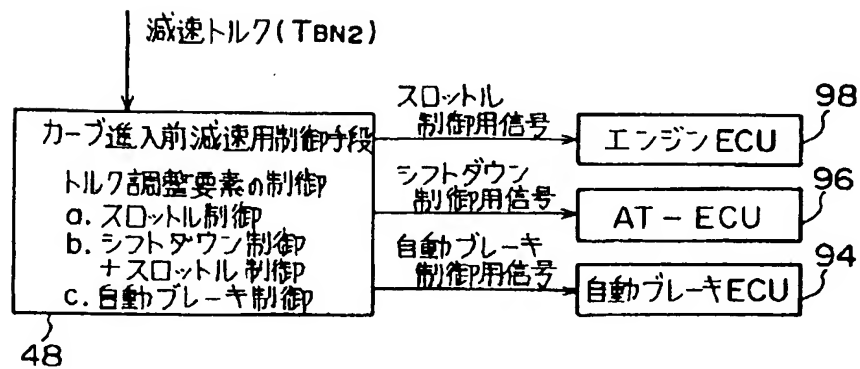 減速トルク(TBN2)
カーブ進入前減速用制御手段
トルク調整要素の制御
a. スロットル制御
b. シフトダウン制御
+スロットル制御
c. 自動ブレーキ制御
48
スロットル
制御用信号
エンジンECU
98
シフトダウン
制御用信号
AT-ECU
96
自動ブレーキ
制御用信号
自動ブレーキECU
94